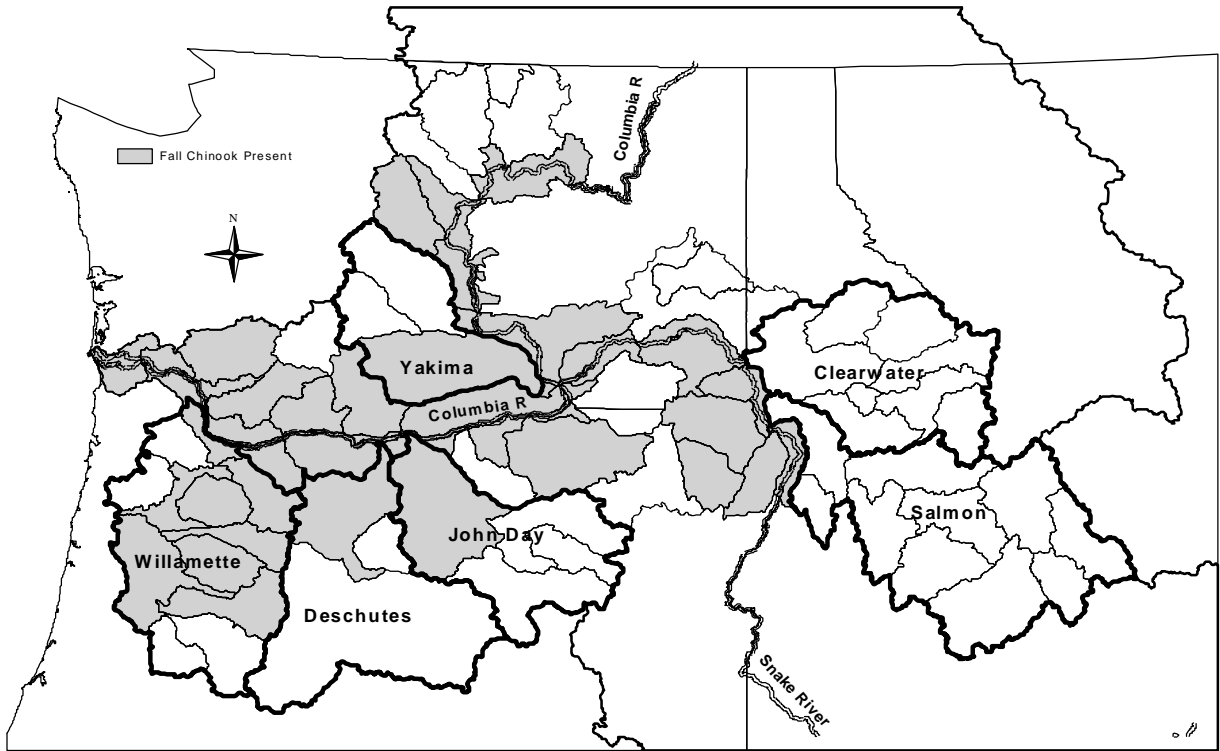 Columbia R
Fall Chinook Present
N
Yakima
Clearwater
Columbia R
Salmon
John Day
Willamette
Deschutes
Snake River